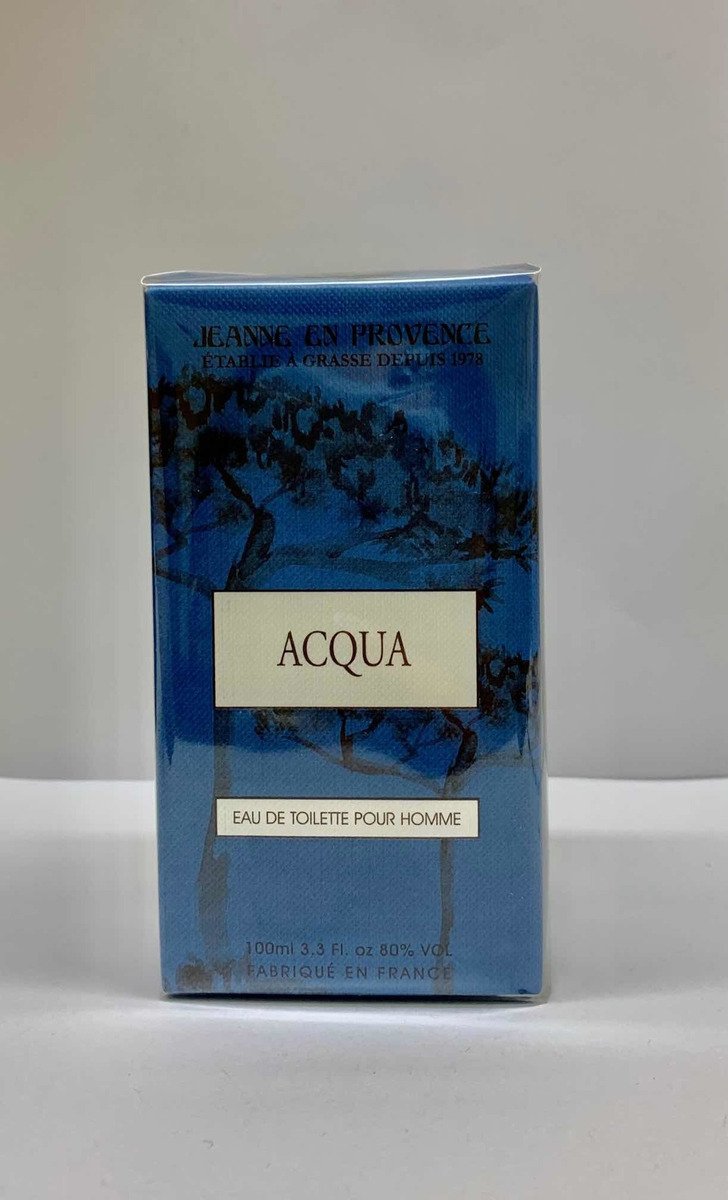 JEANNE EN PROVENCE
ÉTABLIE À GRASSE DEPUIS 1978
ACQUA
EAU DE TOILETTE POUR HOMME
100ml 3.3 Fl. oz 80% VOL
FABRIQUÉ EN FRANCE